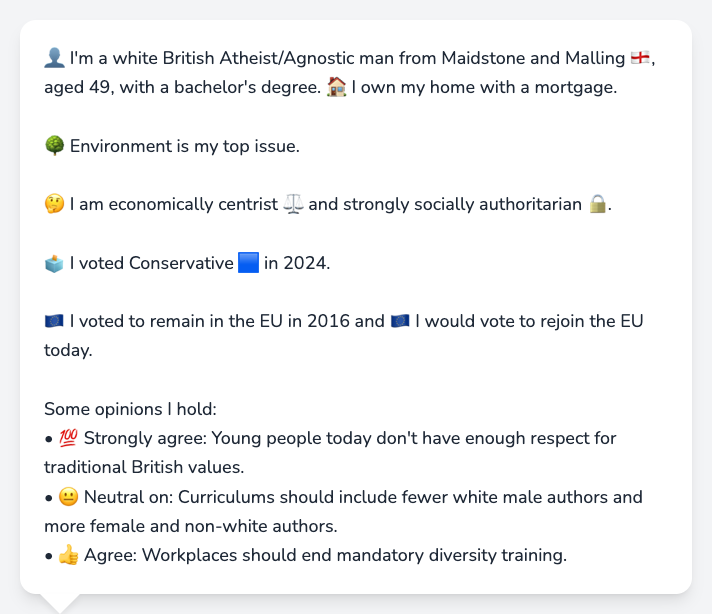 👤 I'm a white British Atheist/Agnostic man from Maidstone and Malling 🏴󠁧󠁢󠁥󠁮󠁧󠁿,
aged 49, with a bachelor's degree. 🏠 I own my home with a mortgage.
🌳 Environment is my top issue.
🤔 I am economically centrist ⚖️ and strongly socially authoritarian 🔒.
🗳️ I voted Conservative 🟦 in 2024.
🇪🇺 I voted to remain in the EU in 2016 and 🇪🇺 I would vote to rejoin the EU
today.
Some opinions I hold:
• 💯 Strongly agree: Young people today don't have enough respect for
traditional British values.
• 😐 Neutral on: Curriculums should include fewer white male authors and
more female and non-white authors.
• 👍 Agree: Workplaces should end mandatory diversity training.